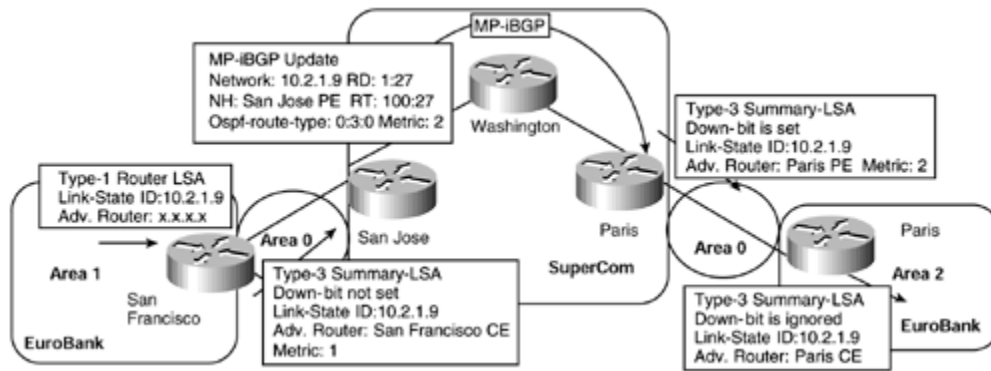 MP-iBGP
MP-iBGP Update
Network: 10.2.1.9 RD: 1:27
NH: San Jose PE RT: 100:27
Ospf-route-type: 0:3:0 Metric: 2
Washington
Type-3 Summary-LSA
Down-bit is set
Link-State ID:10.2.1.9
Adv. Router: Paris PE Metric: 2
Type-1 Router LSA
Link-State ID:10.2.1.9
Adv. Router: x.x.x.x
Area 0
San Jose
Paris
SuperCom
Area 0
Paris
Area 1
San
Francisco
EuroBank
Type-3 Summary-LSA
Down-bit not set
Link-State ID:10.2.1.9
Adv. Router: San Francisco CE
Metric: 1
Area 2
Type-3 Summary-LSA
Down-bit is ignored
Link-State ID:10.2.1.9
Adv. Router: Paris CE
EuroBank